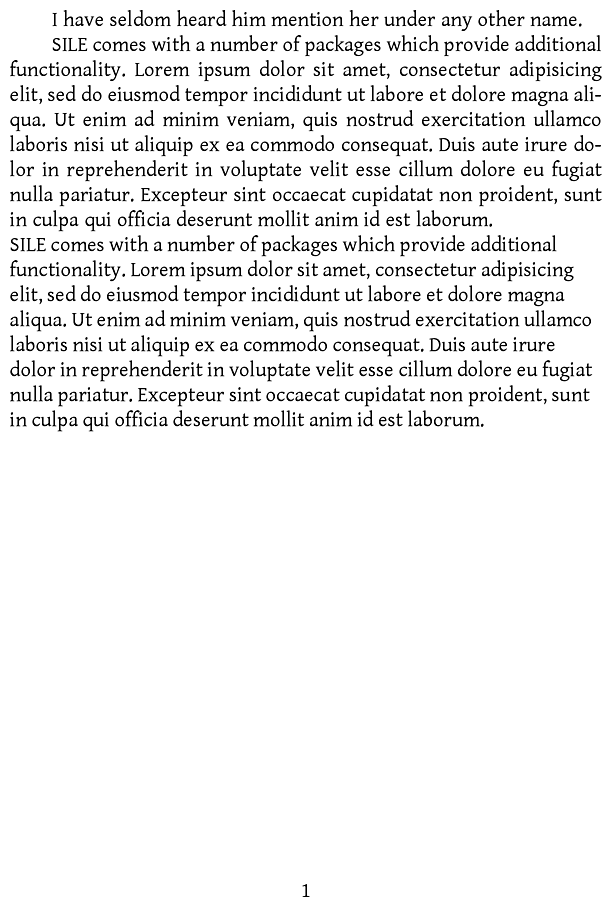 I have seldom heard him mention her under any other name.
SILE comes with a number of packages which provide additional
functionality. Lorem ipsum dolor sit amet, consectetur adipisicing
elit, sed do eiusmod tempor incididunt ut labore et dolore magna ali-
qua. Ut enim ad minim veniam, quis nostrud exercitation ullamco
laboris nisi ut aliquip ex ea commodo consequat. Duis aute irure do-
lor in reprehenderit in voluptate velit esse cillum dolore eu fugiat
nulla pariatur. Excepteur sint occaecat cupidatat non proident, sunt
in culpa qui officia deserunt mollit anim id est laborum.
SILE comes with a number of packages which provide additional
functionality. Lorem ipsum dolor sit amet, consectetur adipisicing
elit, sed do eiusmod tempor incididunt ut labore et dolore magna
aliqua. Ut enim ad minim veniam, quis nostrud exercitation ullamco
laboris nisi ut aliquip ex ea commodo consequat. Duis aute irure
dolor in reprehenderit in voluptate velit esse cillum dolore eu fugiat
nulla pariatur. Excepteur sint occaecat cupidatat non proident, sunt
in culpa qui officia deserunt mollit anim id est laborum.
1